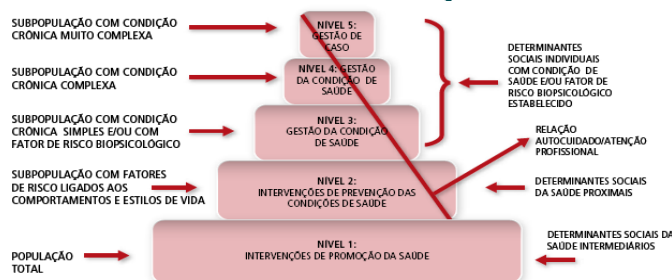 SUBPOPULAÇÃO COM CONDIÇÃO
CRÔNICA MUITO COMPLEXA
SUBPOPULAÇÃO COM CONDIÇÃO
CRÔNICA COMPLEXA
SUBPOPULAÇÃO COM CONDIÇÃO
CRÔNICA SIMPLES E/OU COM
FATOR DE RISCO BIOPSICOLÓGICO
SUBPOPULAÇÃO COM FATORES
DE RISCO LIGADOS AOS
COMPORTAMENTOS E ESTILOS DE VIDA
POPULAÇÃO
TOTAL
NÍVEL 5:
GESTÃO DE
CASO
NÍVEL 4: GESTÃO
DA CONDIÇÃO DE
SAÚDE
NÍVEL 3:
GESTÃO DA CONDIÇÃO
DE SAÚDE
NÍVEL 2:
INTERVENÇÕES DE PREVENÇÃO DAS
CONDIÇÕES DE SAÚDE
NÍVEL 1:
INTERVENÇÕES DE PROMOÇÃO DA SAÚDE
DETERMINANTES
SOCIAIS INDIVIDUAIS
COM CONDIÇÃO DE
SAÚDE E/OU FATOR DE
RISCO BIOPSICOLÓGICO
ESTABELECIDO
RELAÇÃO
AUTOCUIDADO/ATENÇÃO
PROFISSIONAL
DETERMINANTES SOCIAIS
DA SAÚDE PROXIMAIS
DETERMINANTES SOCIAIS DA
SAÚDE INTERMEDIÁRIOS